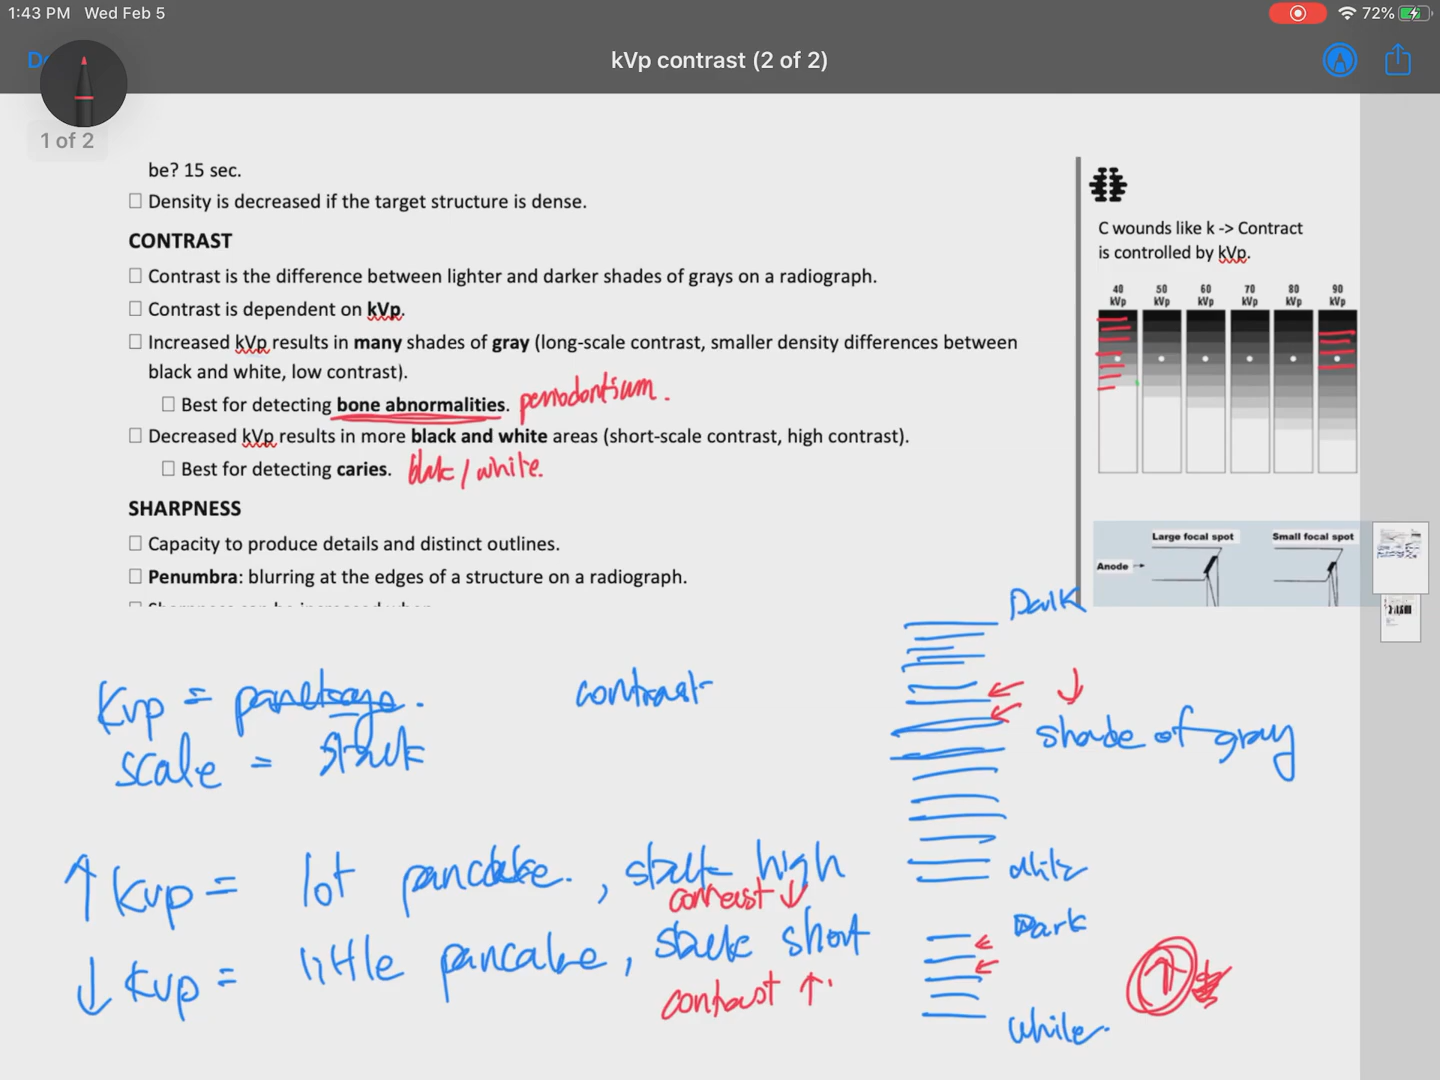 1:43 PM Wed Feb 5
72%
kVp contrast (2 of 2)
1 of 2
be? 15 sec.
Density is decreased if the target structure is dense.
CONTRAST
Contrast is the difference between lighter and darker shades of grays on a radiograph.
Contrast is dependent on kVp.
Increased kVp results in many shades of gray (long-scale contrast, smaller density differences between
black and white, low contrast).
Best for detecting bone abnormalities. periodontium.
Decreased kVp results in more black and white areas (short-scale contrast, high contrast).
Best for detecting caries. blak / white.
SHARPNESS
Capacity to produce details and distinct outlines.
Penumbra: blurring at the edges of a structure on a radiograph.
C wounds like k -> Contract
is controlled by kVp.
40 50 60 70 80 90
kVp kVp kVp kVp kVp kVp
Large focal spot Small focal spot
Anode
Dark
Kvp =
contrast
↓
shade of gray
scale = stack
↑ Kvp = lot pancake. , stack high
contrast ↓
↓ Kvp = little pancake, stack short
contrast ↑
Dark
↑
while.